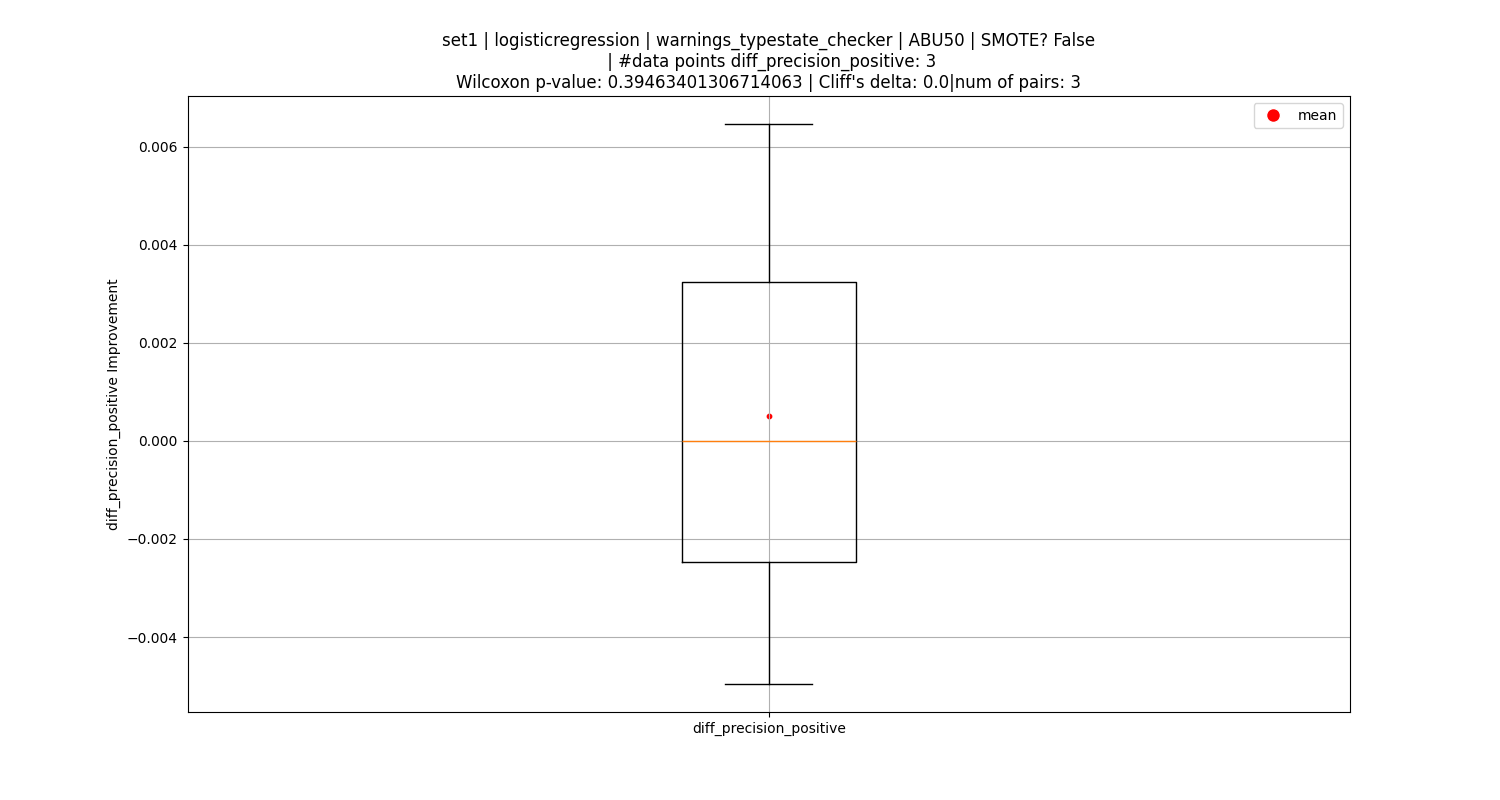 set1 | logisticregression | warnings_typestate_checker | ABU50 | SMOTE? False
| #data points diff_precision_positive: 3
Wilcoxon p-value: 0.39463401306714063 | Cliff's delta: 0.0|num of pairs: 3
mean
0.006
0.004
0.002
0.000
−0.002
−0.004
diff_precision_positive Improvement
diff_precision_positive